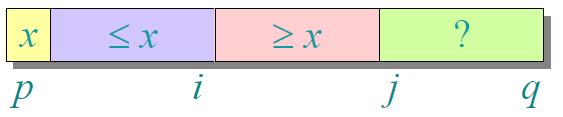 x ≤ x ≥ x ?
p i j q